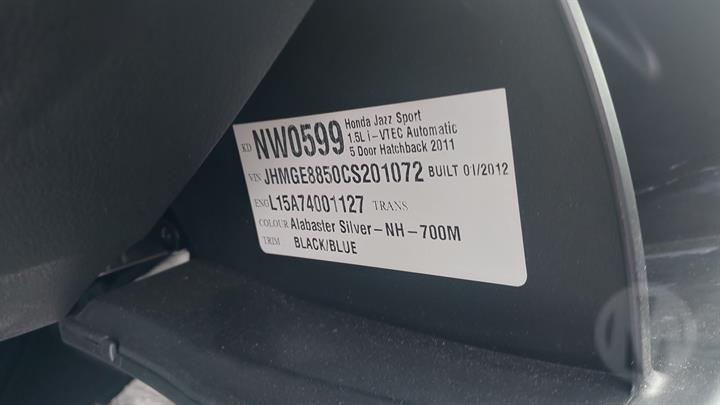 KD NW0599 Honda Jazz Sport
1.5L i-VTEC Automatic
5 Door Hatchback 2011
VIN JHMGE8850CS201072 BUILT 01/2012
ENG L15A74001127 TRANS
COLOUR Alabaster Silver-NH-700M
TRIM BLACK/BLUE